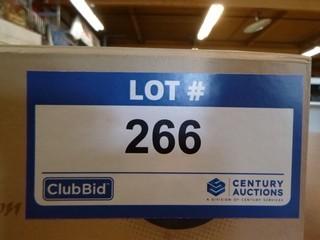 LOT #
266
ClubBid
CENTURY
AUCTIONS
A DIVISION OF CENTURY SERVICES